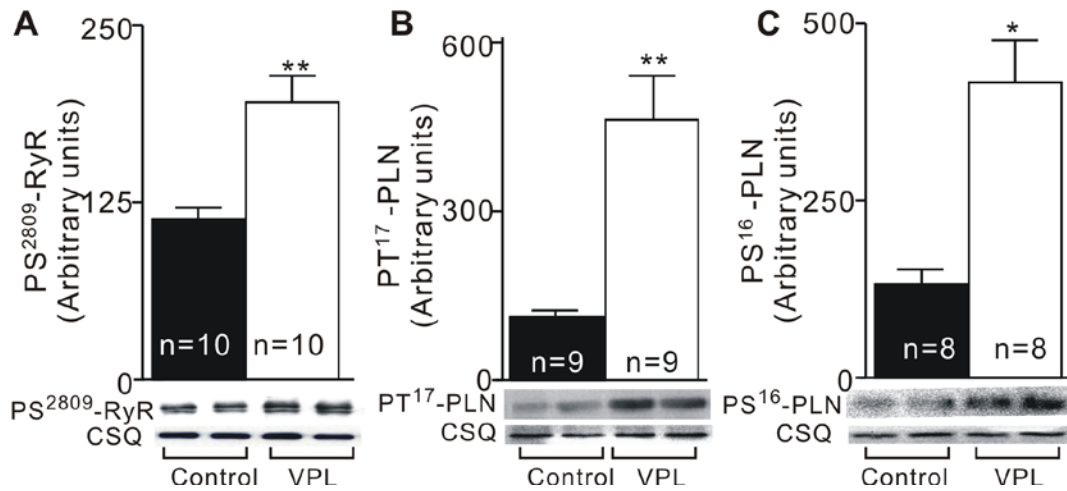 A
PS2809-RyR
(Arbitrary units)
250
125
0
**
n=10
n=10
PS2809-RyR
CSQ
Control
VPL
B
PT17-PLN
(Arbitrary units)
600
300
0
**
n=9
n=9
PT17-PLN
CSQ
Control
VPL
C
PS16-PLN
(Arbitrary units)
500
250
0
*
n=8
n=8
PS16-PLN
CSQ
Control
VPL